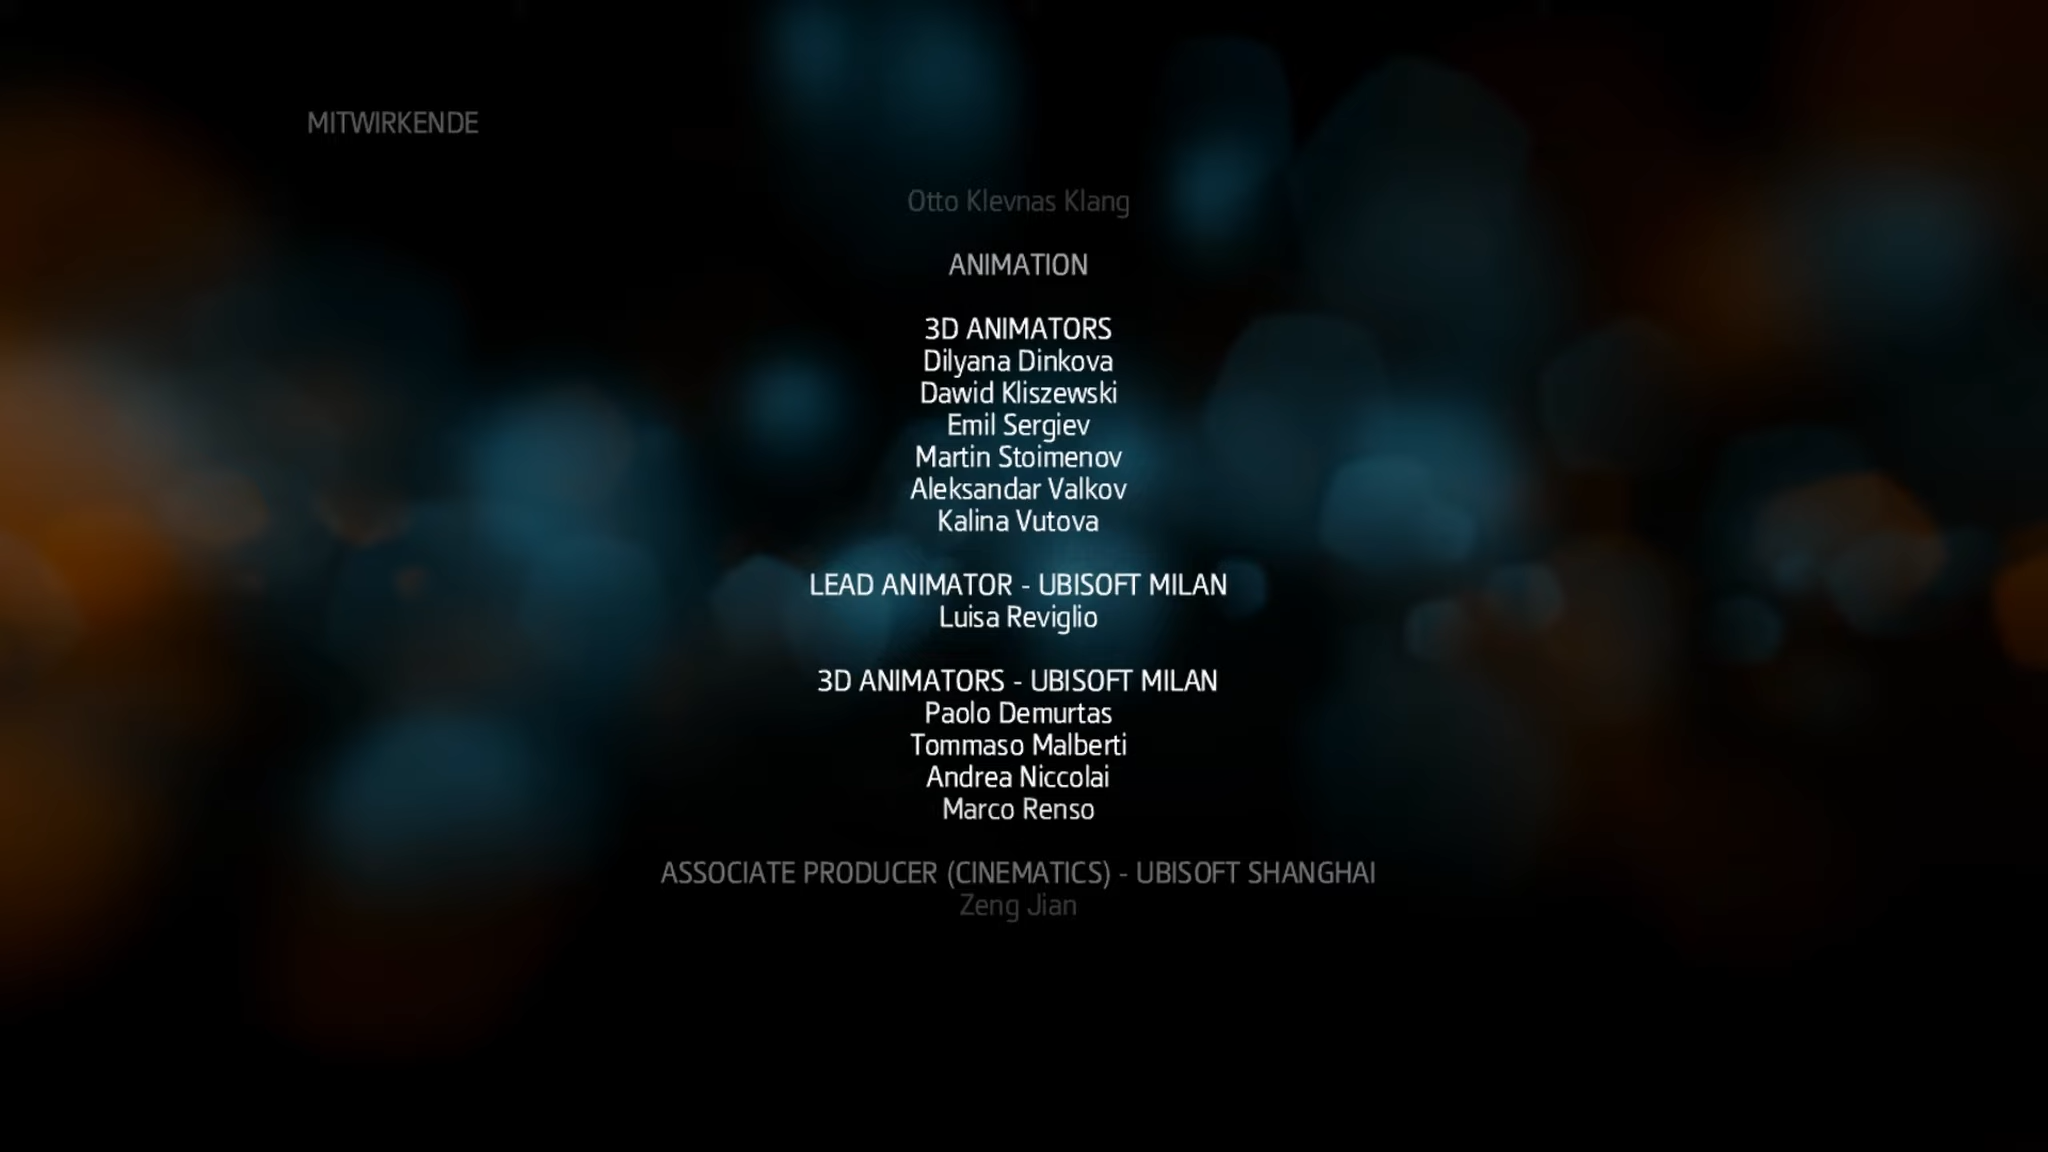 MITWIRKENDE
Otto Klevnas Klang
ANIMATION
3D ANIMATORS
Dilyana Dinkova
Dawid Kliszewski
Emil Sergiev
Martin Stoimenov
Aleksandar Valkov
Kalina Vutova
LEAD ANIMATOR - UBISOFT MILAN
Luisa Reviglio
3D ANIMATORS - UBISOFT MILAN
Paolo Demurtas
Tommaso Malberti
Andrea Niccolai
Marco Renso
ASSOCIATE PRODUCER (CINEMATICS) - UBISOFT SHANGHAI
Zeng Jian